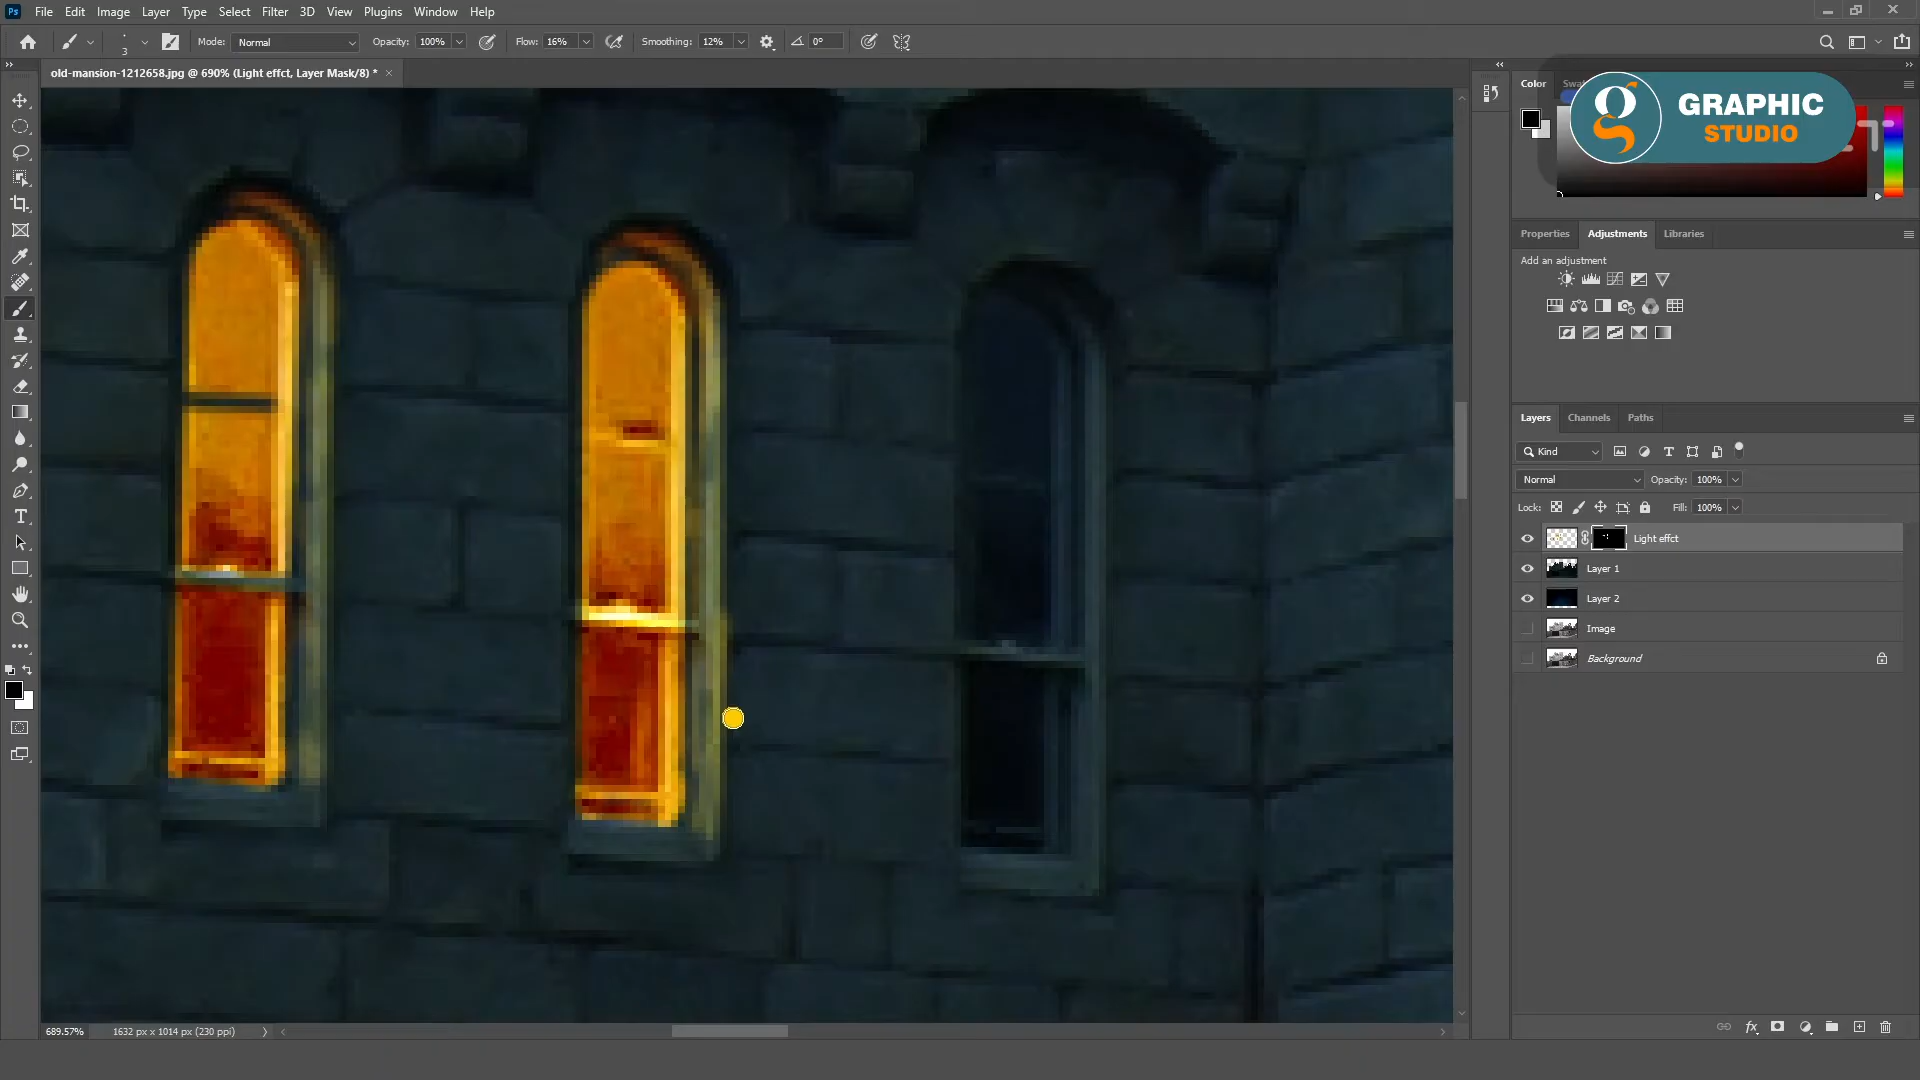 Ps File Edit Image Layer Type Select Filter 3D View Plugins Window Help
3 Mode: Normal Opacity: 100% Flow: 16% Smoothing: 12% 0°
old-mansion-1212658.jpg @ 690% (Light effct, Layer Mask/8) * ×
Color
GRAPHIC
STUDIO
Properties Adjustments Libraries
Add an adjustment
Layers Channels Paths
Kind
Normal Opacity: 100%
Lock: Fill: 100%
Light effct
Layer 1
Layer 2
Image
Background
689.57% 1632 px x 1014 px (230 ppi)